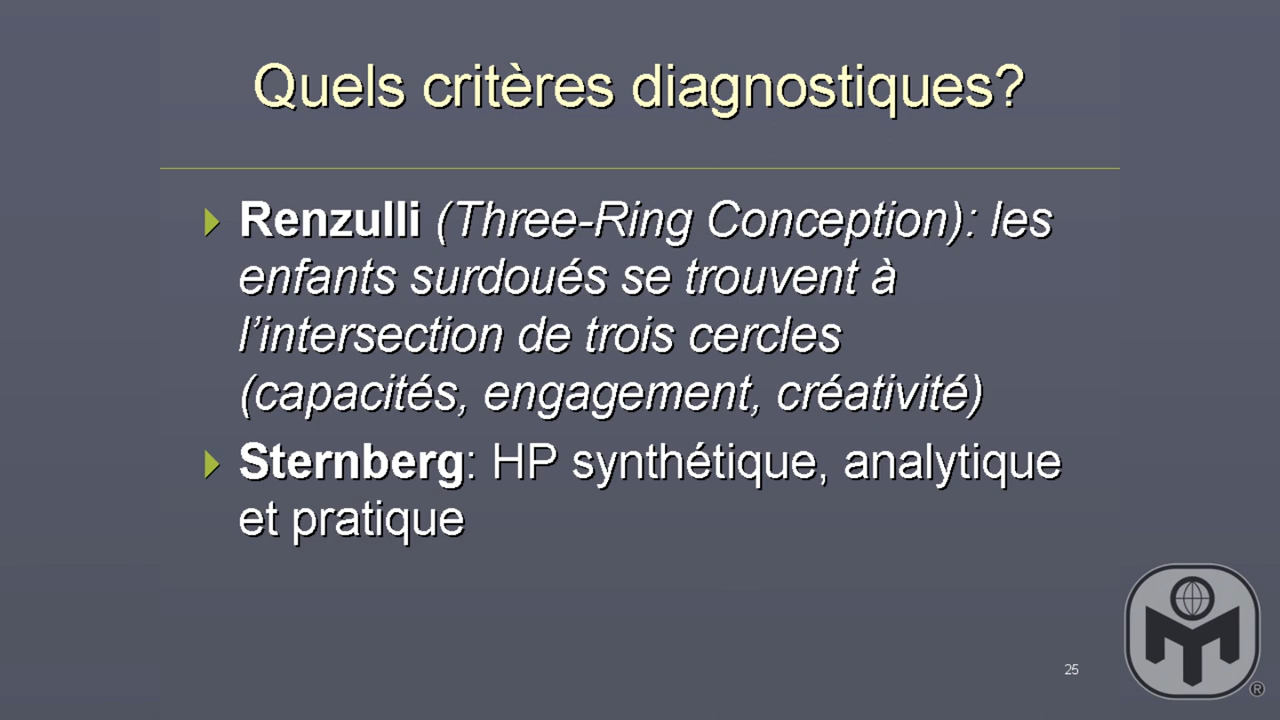 Quels critères diagnostiques?
Renzulli (Three-Ring Conception): les
enfants surdoués se trouvent à
l’intersection de trois cercles
(capacités, engagement, créativité)
Sternberg: HP synthétique, analytique
et pratique
25
®